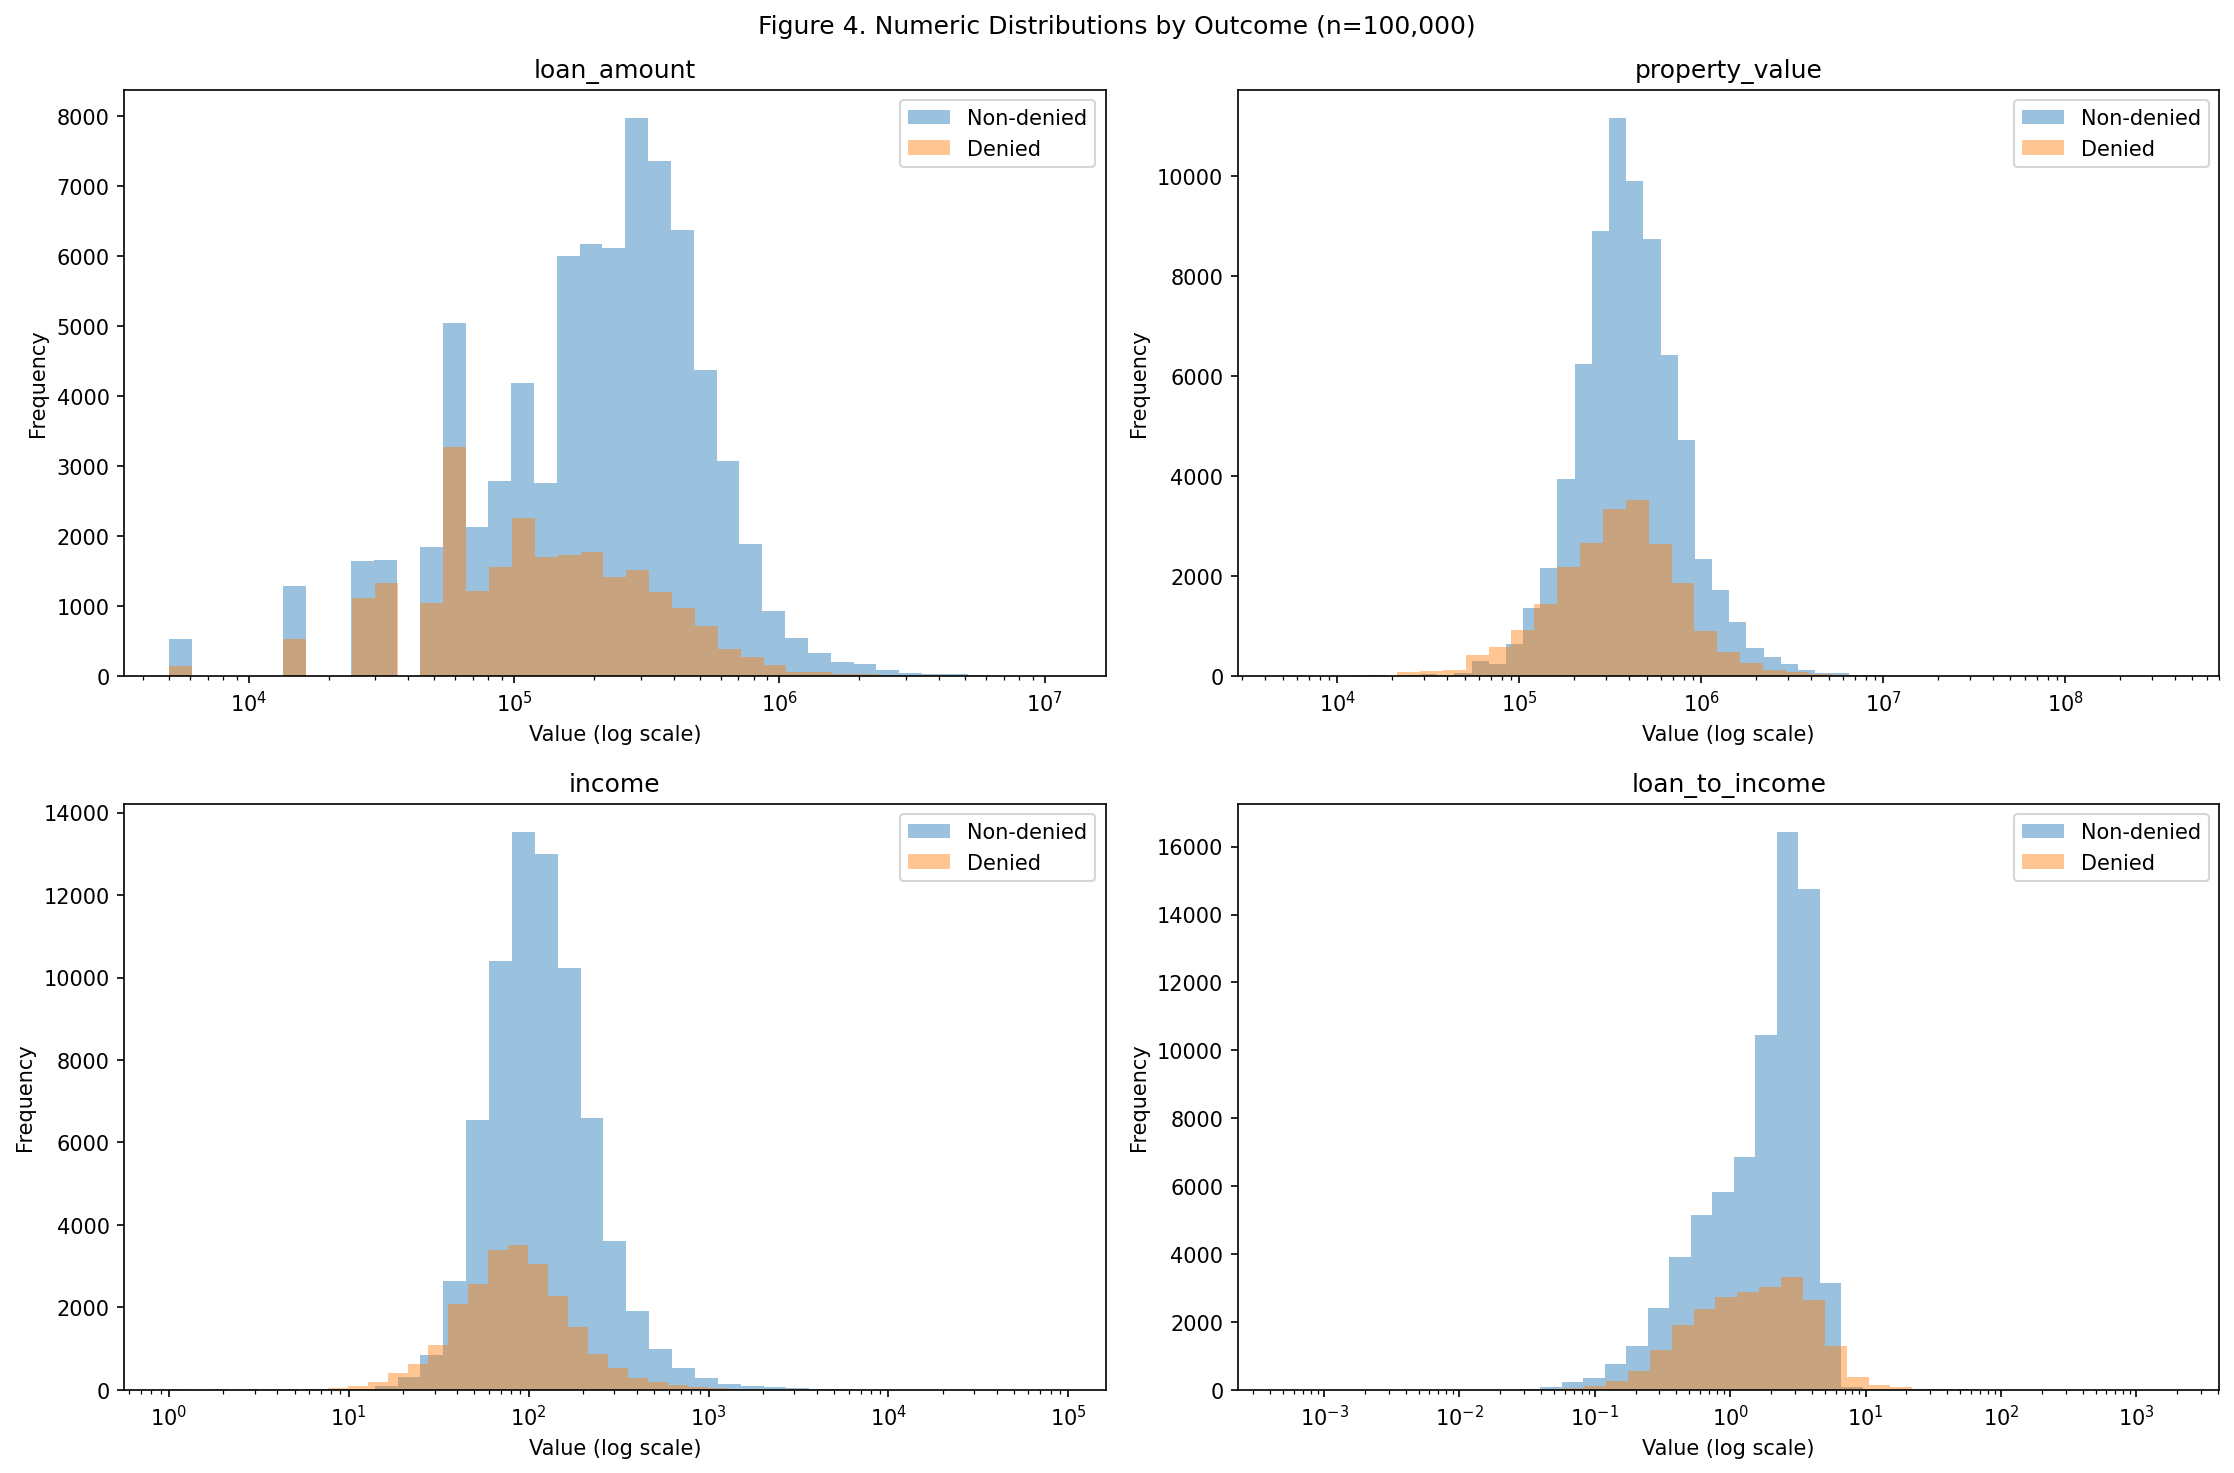 Figure 4. Numeric Distributions by Outcome (n=100,000)
loan_amount
Non-denied
Denied
Frequency
8000
7000
6000
5000
4000
3000
2000
1000
0
10⁴ 10⁵ 10⁶ 10⁷
Value (log scale)
property_value
Non-denied
Denied
Frequency
10000
8000
6000
4000
2000
0
10⁴ 10⁵ 10⁶ 10⁷ 10⁸
Value (log scale)
income
Non-denied
Denied
Frequency
14000
12000
10000
8000
6000
4000
2000
0
10⁰ 10¹ 10² 10³ 10⁴ 10⁵
Value (log scale)
loan_to_income
Non-denied
Denied
Frequency
16000
14000
12000
10000
8000
6000
4000
2000
0
10⁻³ 10⁻² 10⁻¹ 10⁰ 10¹ 10² 10³
Value (log scale)